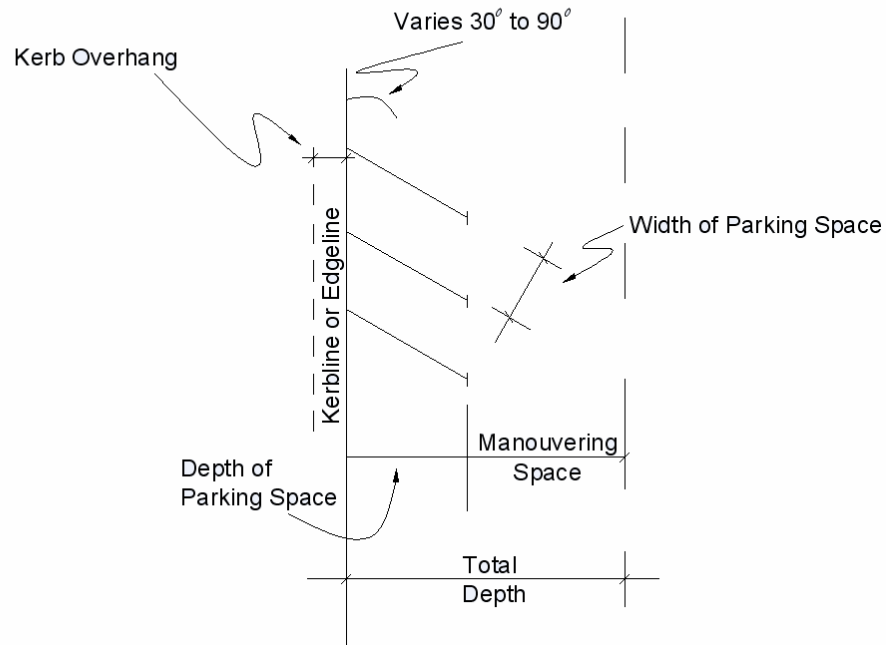 Varies 30° to 90°
Kerb Overhang
Width of Parking Space
Kerbline or Edgeline
Manouvering
Space
Depth of
Parking Space
Total
Depth